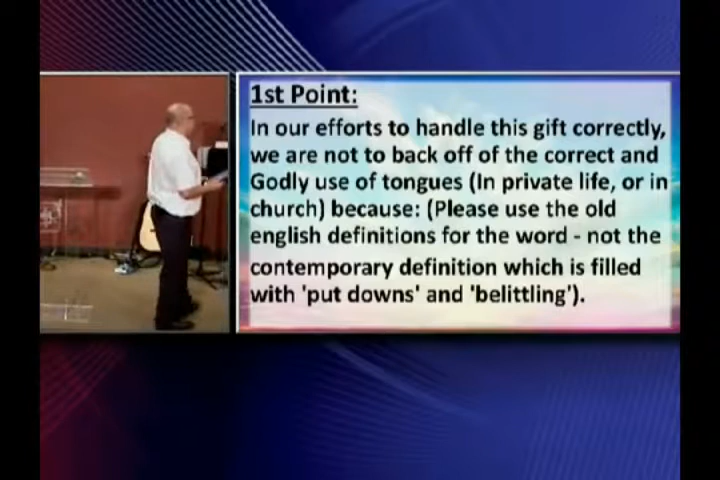 1st Point:
In our efforts to handle this gift correctly,
we are not to back off of the correct and
Godly use of tongues (In private life, or in
church) because: (Please use the old
english definitions for the word - not the
contemporary definition which is filled
with 'put downs' and 'belittling').